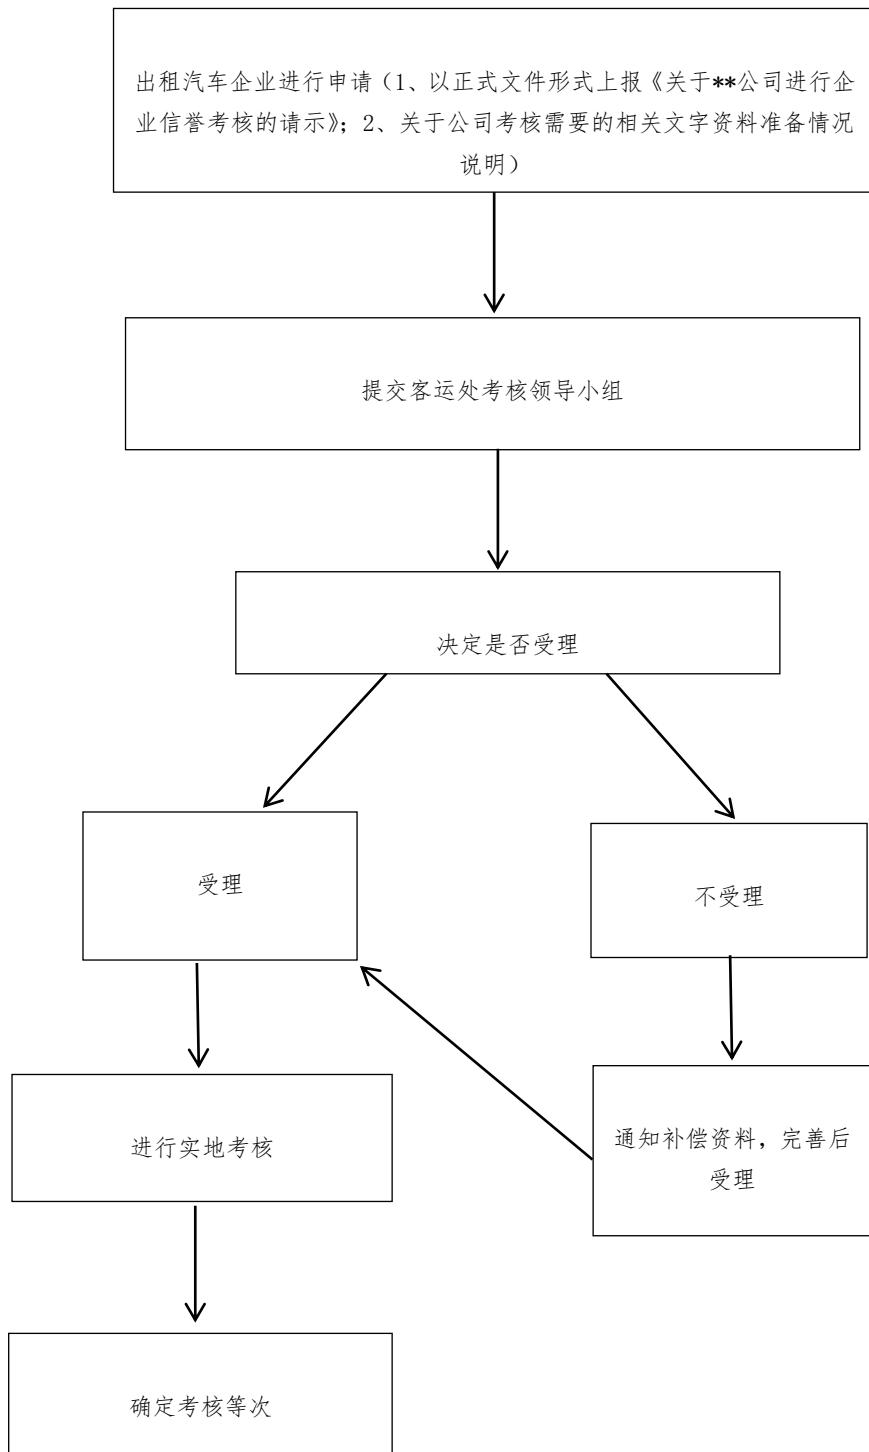 出租汽车企业进行申请（1、以正式文件形式上报《关于**公司进行企
业信誉考核的请示》；2、关于公司考核需要的相关文字资料准备情况
说明）
提交客运处考核领导小组
决定是否受理
受理
不受理
进行实地考核
通知补偿资料，完善后
受理
确定考核等次